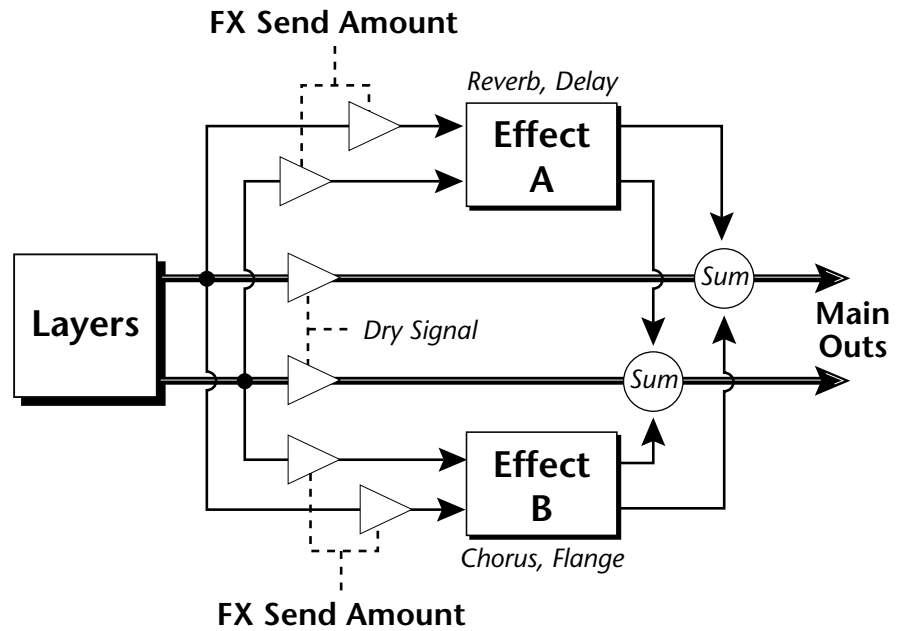 FX Send Amount
Reverb, Delay
Effect
A
Layers
Sum
Main
Outs
Dry Signal
Sum
Effect
B
Chorus, Flange
FX Send Amount